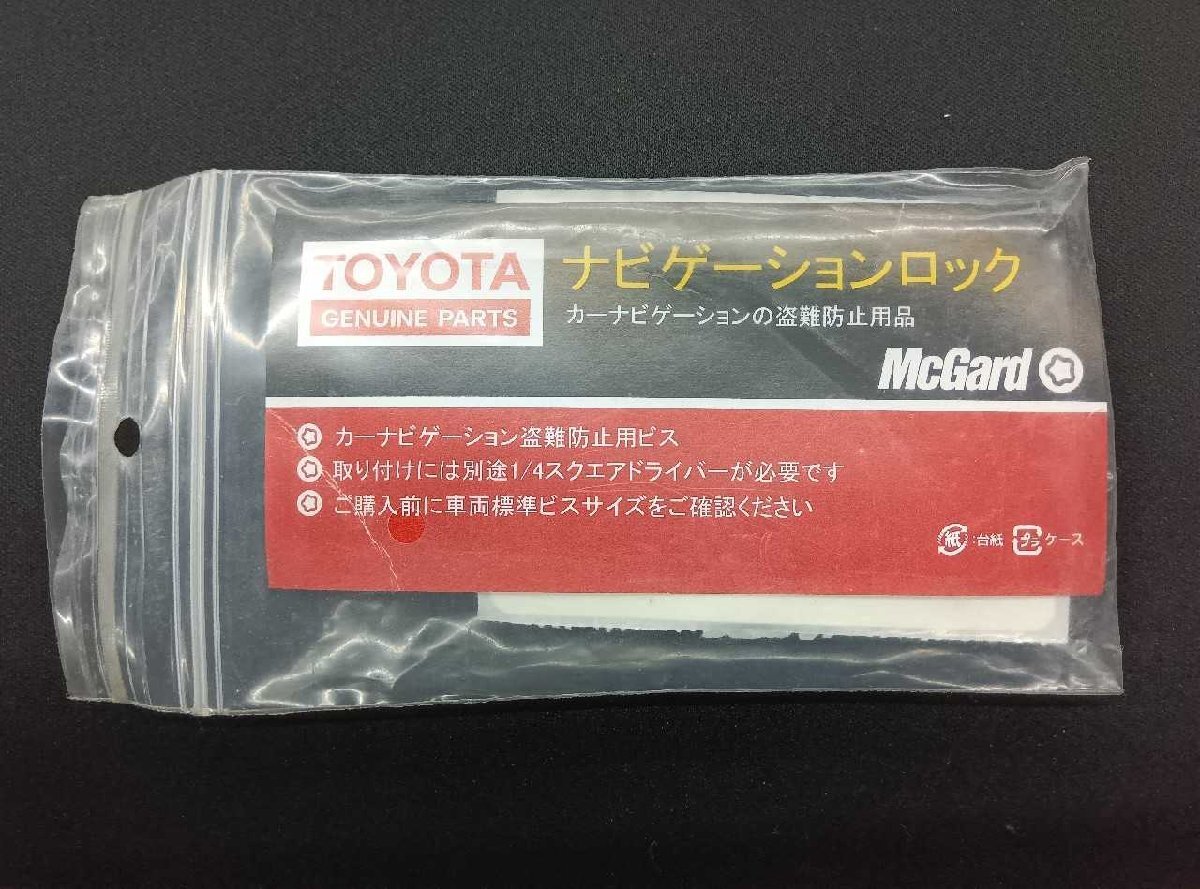 TOYOTA
GENUINE PARTS
ナビゲーションロック
カーナビゲーションの盗難防止用品
McGard
カーナビゲーション盗難防止用ビス
取り付けには別途1/4スクエアドライバーが必要です
ご購入前に車両標準ビスサイズをご確認ください
紙:台紙 プラケース